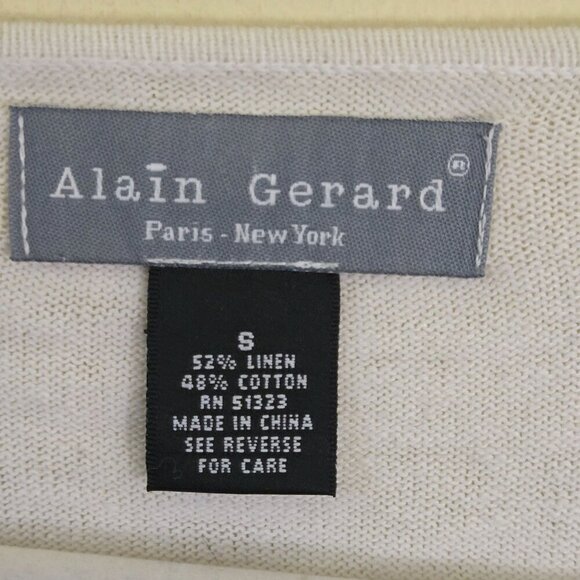 Alain Gerard®
Paris - New York
S
52% LINEN
48% COTTON
RN 51323
MADE IN CHINA
SEE REVERSE
FOR CARE